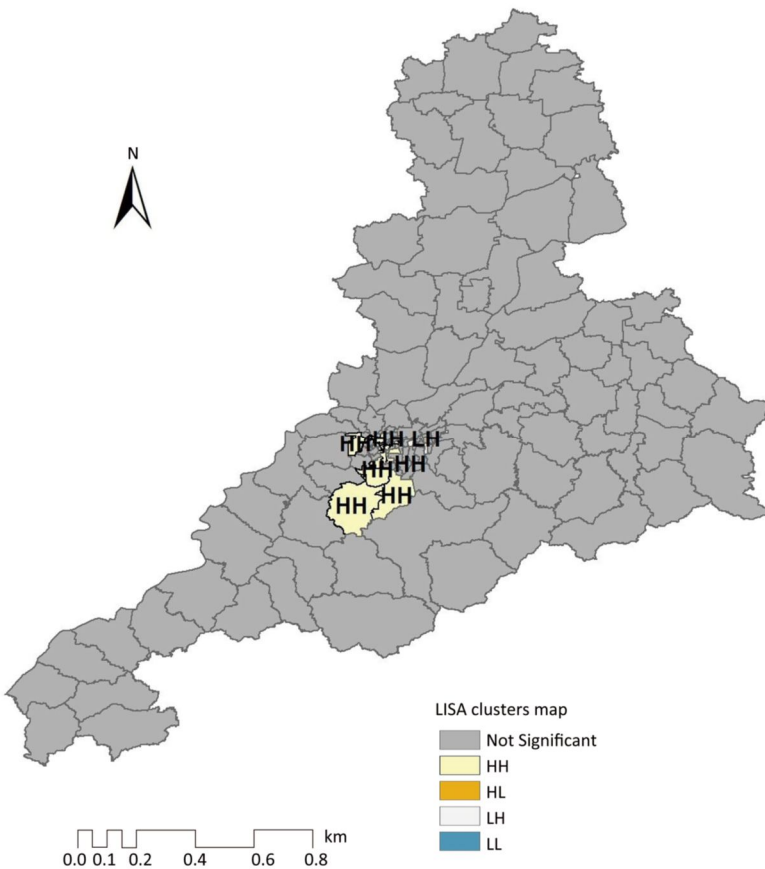 N
HH HH LH
HH HH
HH HH
LISA clusters map
Not Significant
HH
HL
LH
LL
km
0.0 0.1 0.2 0.4 0.6 0.8